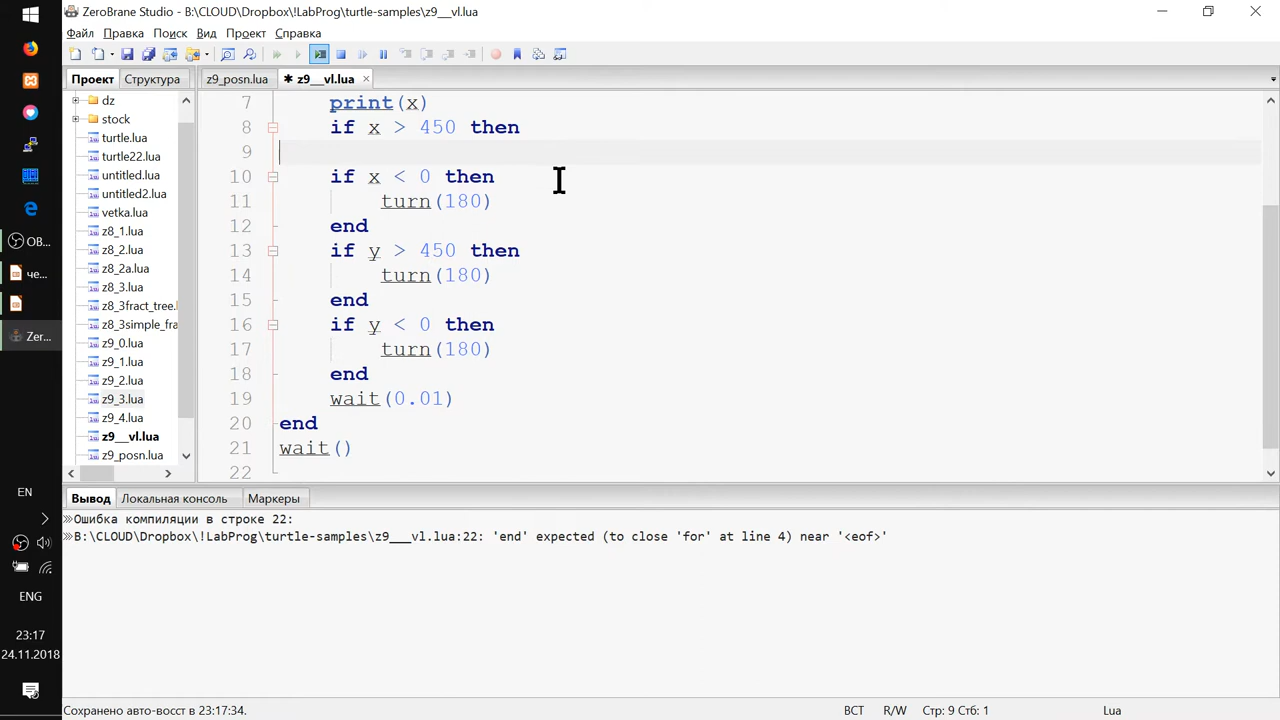 ZeroBrane Studio - B:\CLOUD\Dropbox\!LabProg\turtle-samples\z9__vl.lua
Файл Правка Поиск Вид Проект Справка
Проект Структура
z9_posn.lua ✱ z9__vl.lua
dz
stock
turtle.lua
turtle22.lua
untitled.lua
untitled2.lua
vetka.lua
z8_1.lua
z8_2.lua
z8_2a.lua
z8_3.lua
z8_3fract_tree.l
z8_3simple_fra
z9_0.lua
z9_1.lua
z9_2.lua
z9_3.lua
z9_4.lua
z9__vl.lua
z9_posn.lua
7 print(x)
8 if x > 450 then
9
10 if x < 0 then
11 turn(180)
12 end
13 if y > 450 then
14 turn(180)
15 end
16 if y < 0 then
17 turn(180)
18 end
19 wait(0.01)
20 end
21 wait()
22
Вывод Локальная консоль Маркеры
Ошибка компиляции в строке 22:
B:\CLOUD\Dropbox\!LabProg\turtle-samples\z9___vl.lua:22: 'end' expected (to close 'for' at line 4) near '<eof>'
Сохранено авто-восст в 23:17:34.
ВСТ R/W Стр: 9 Стб: 1 Lua
OB...
че...
Zer...
EN
ENG
23:17
24.11.2018